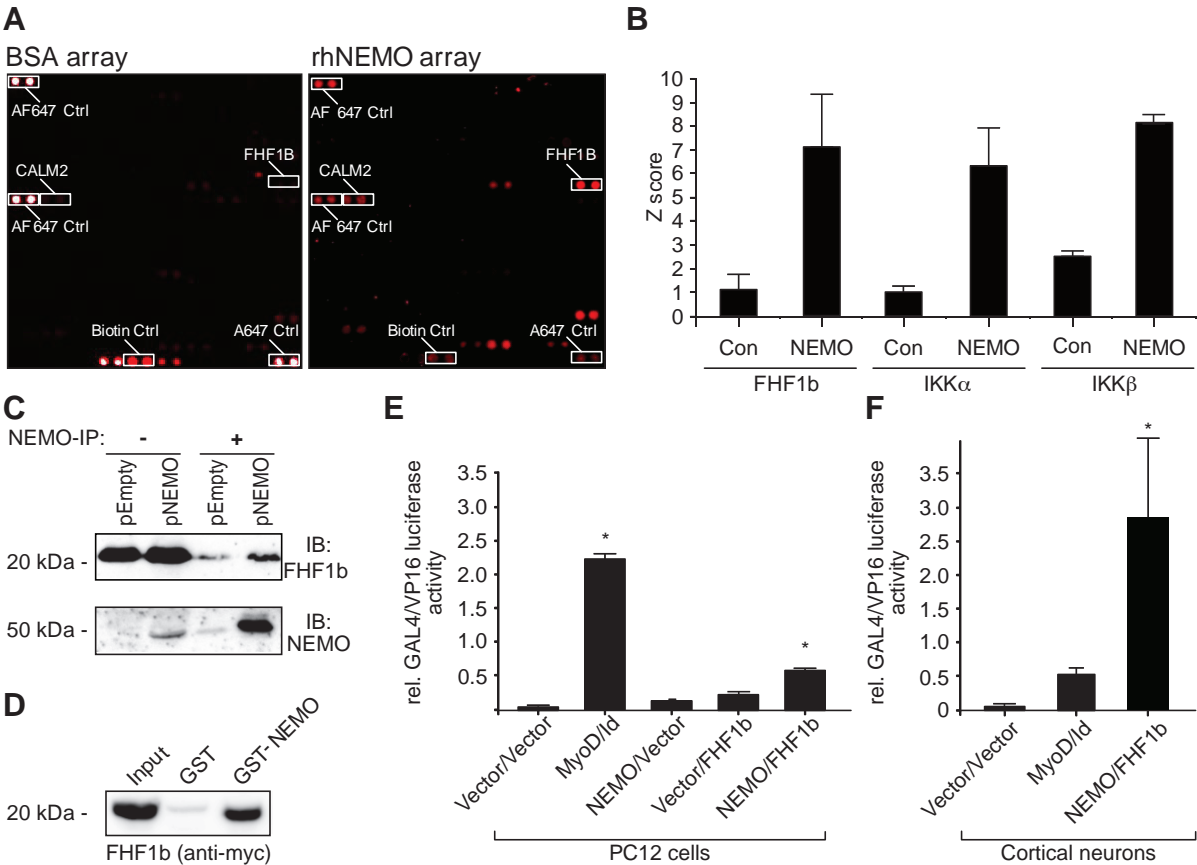 A
BSA array
rhNEMO array
AF647 Ctrl
CALM2
FHF1B
AF647 Ctrl
Biotin Ctrl
A647 Ctrl
AF 647 Ctrl
CALM2
FHF1B
AF 647 Ctrl
Biotin Ctrl
A647 Ctrl
B
Z score
10
9
8
7
6
5
4
3
2
1
0
Con
NEMO
Con
NEMO
Con
NEMO
FHF1b
IKKα
IKKβ
C
NEMO-IP:
-
+
pEmpty
pNEMO
pEmpty
pNEMO
20 kDa -
IB:
FHF1b
50 kDa -
IB:
NEMO
D
Input
GST
GST- NEMO
20 kDa -
FHF1b (anti-myc)
E
rel. GAL4/VP16 luciferase
activity
3.5
3.0
2.5
2.0
1.5
1.0
0.5
0
*
*
Vector/Vector
MyoD/Id
NEMO/Vector
Vector/FHF1b
NEMO/FHF1b
PC12 cells
F
rel. GAL4/VP16 luciferase
activity
3.5
3.0
2.5
2.0
1.5
1.0
0.5
0
*
Vector/Vector
MyoD/Id
NEMO/FHF1b
Cortical neurons